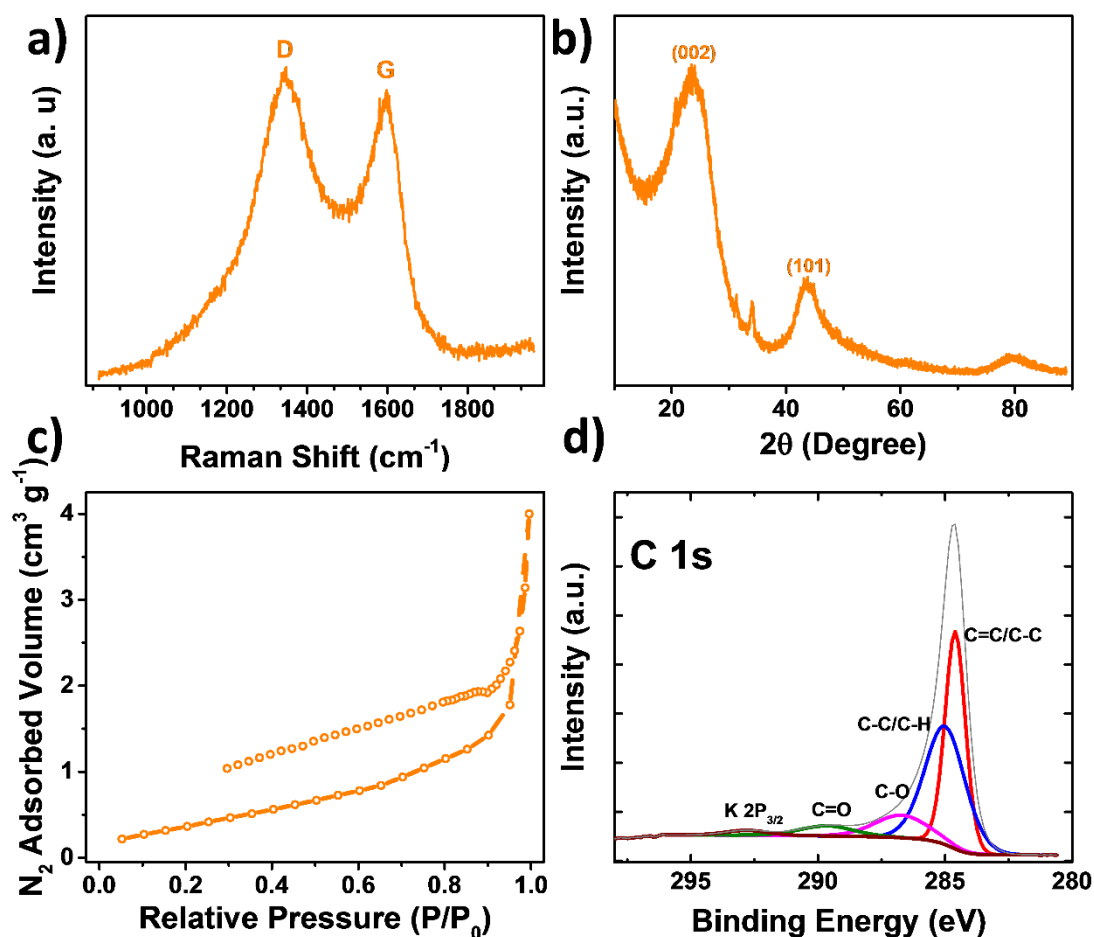 a)
D
G
Intensity (a. u)
1000 1200 1400 1600 1800
Raman Shift (cm⁻¹)
b)
(002)
(101)
Intensity (a.u.)
20 40 60 80
2θ (Degree)
c)
N₂ Adsorbed Volume (cm³ g⁻¹)
4
3
2
1
0
0.0 0.2 0.4 0.6 0.8 1.0
Relative Pressure (P/P₀)
d)
C 1s
C=C/C-C
C-C/C-H
C-O
C=O
K 2P₃/₂
Intensity (a.u.)
295 290 285 280
Binding Energy (eV)